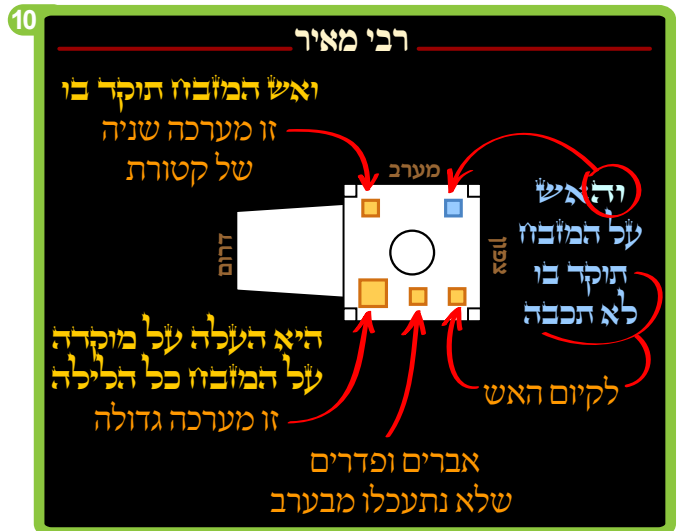 10
רבי מאיר
ואש המזבח תוקד בו
זו מערכה שניה
של קטורת
מערב
דרום
צפון
והאש
על המזבח
תוקד בו
לא תכבה
היא העלה על מוקדה
על המזבח כל הלילה
זו מערכה גדולה
לקיום האש
אברים ופדרים
שלא נתעכלו מבערב